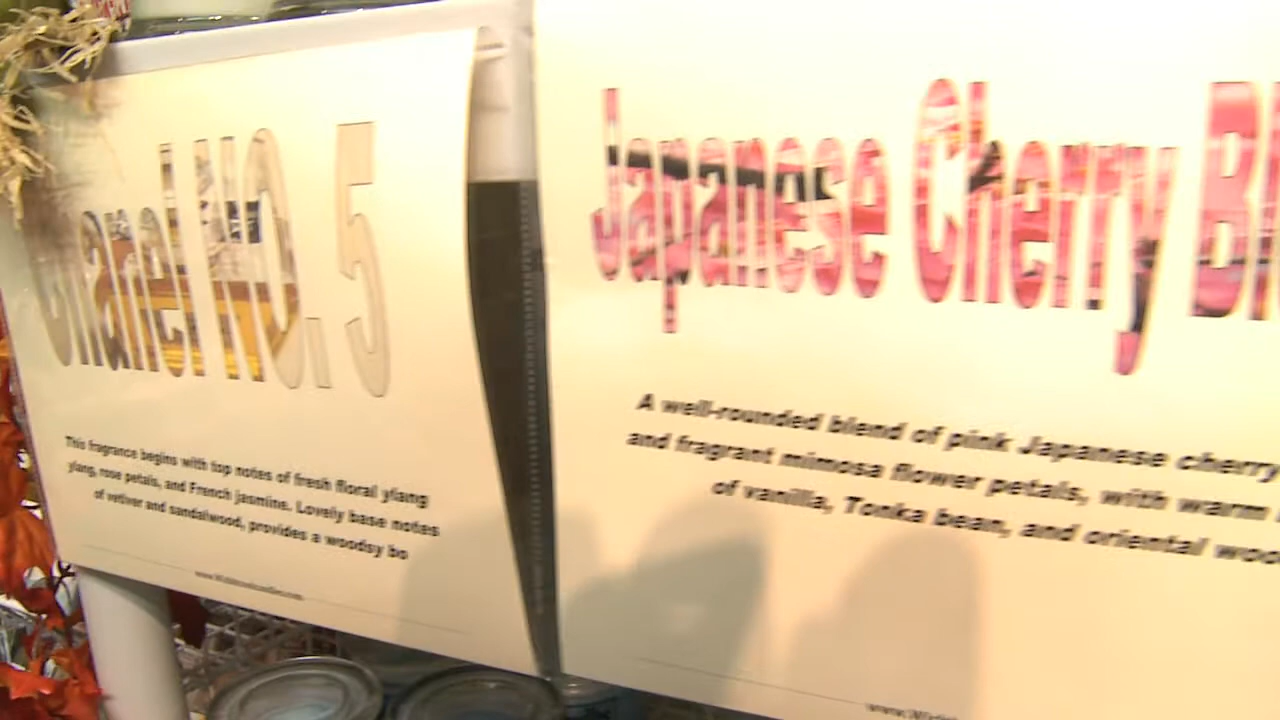 Chanel NO. 5
This fragrance begins with top notes of fresh floral ylang
ylang, rose petals, and French jasmine. Lovely base notes
of vetiver and sandalwood, provides a woodsy bo
Japanese Cherry Bl
A well-rounded blend of pink Japanese cherry
and fragrant mimosa flower petals, with warm
of vanilla, Tonka bean, and oriental woo